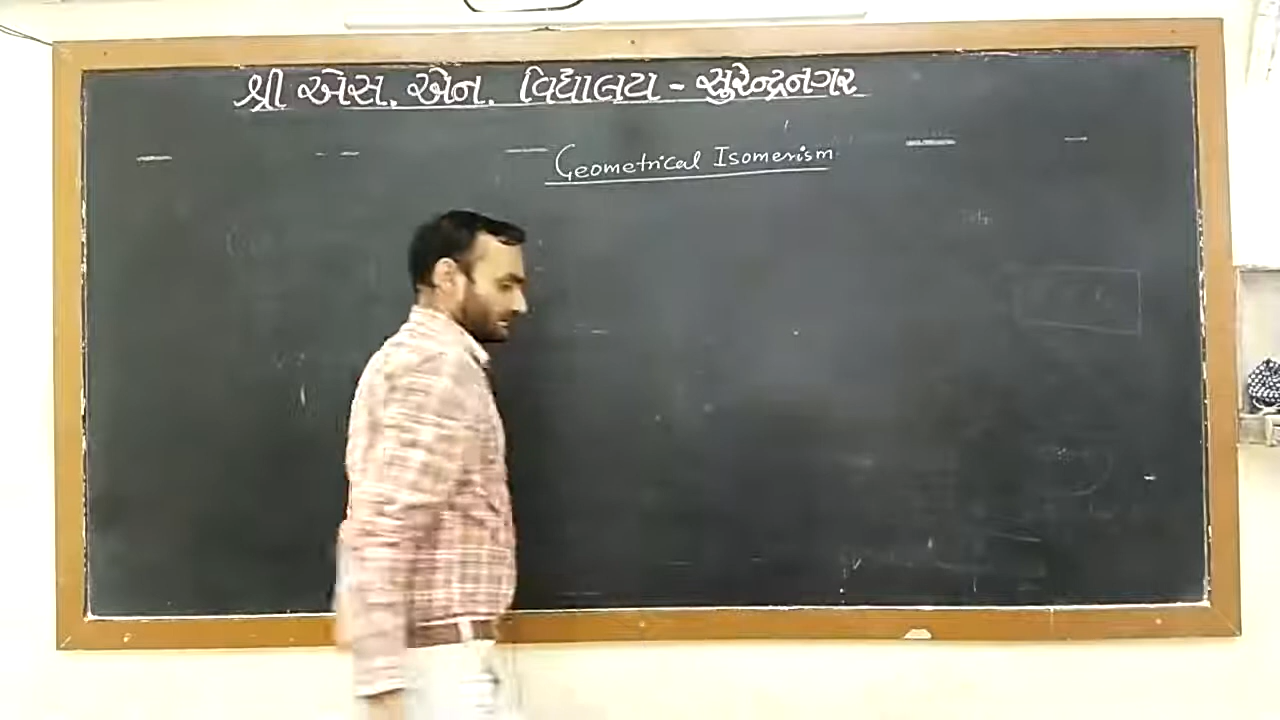 શ્રી એસ. એન. વિદ્યાલય - સુરેન્દ્રનગર
Geometrical Isomerism